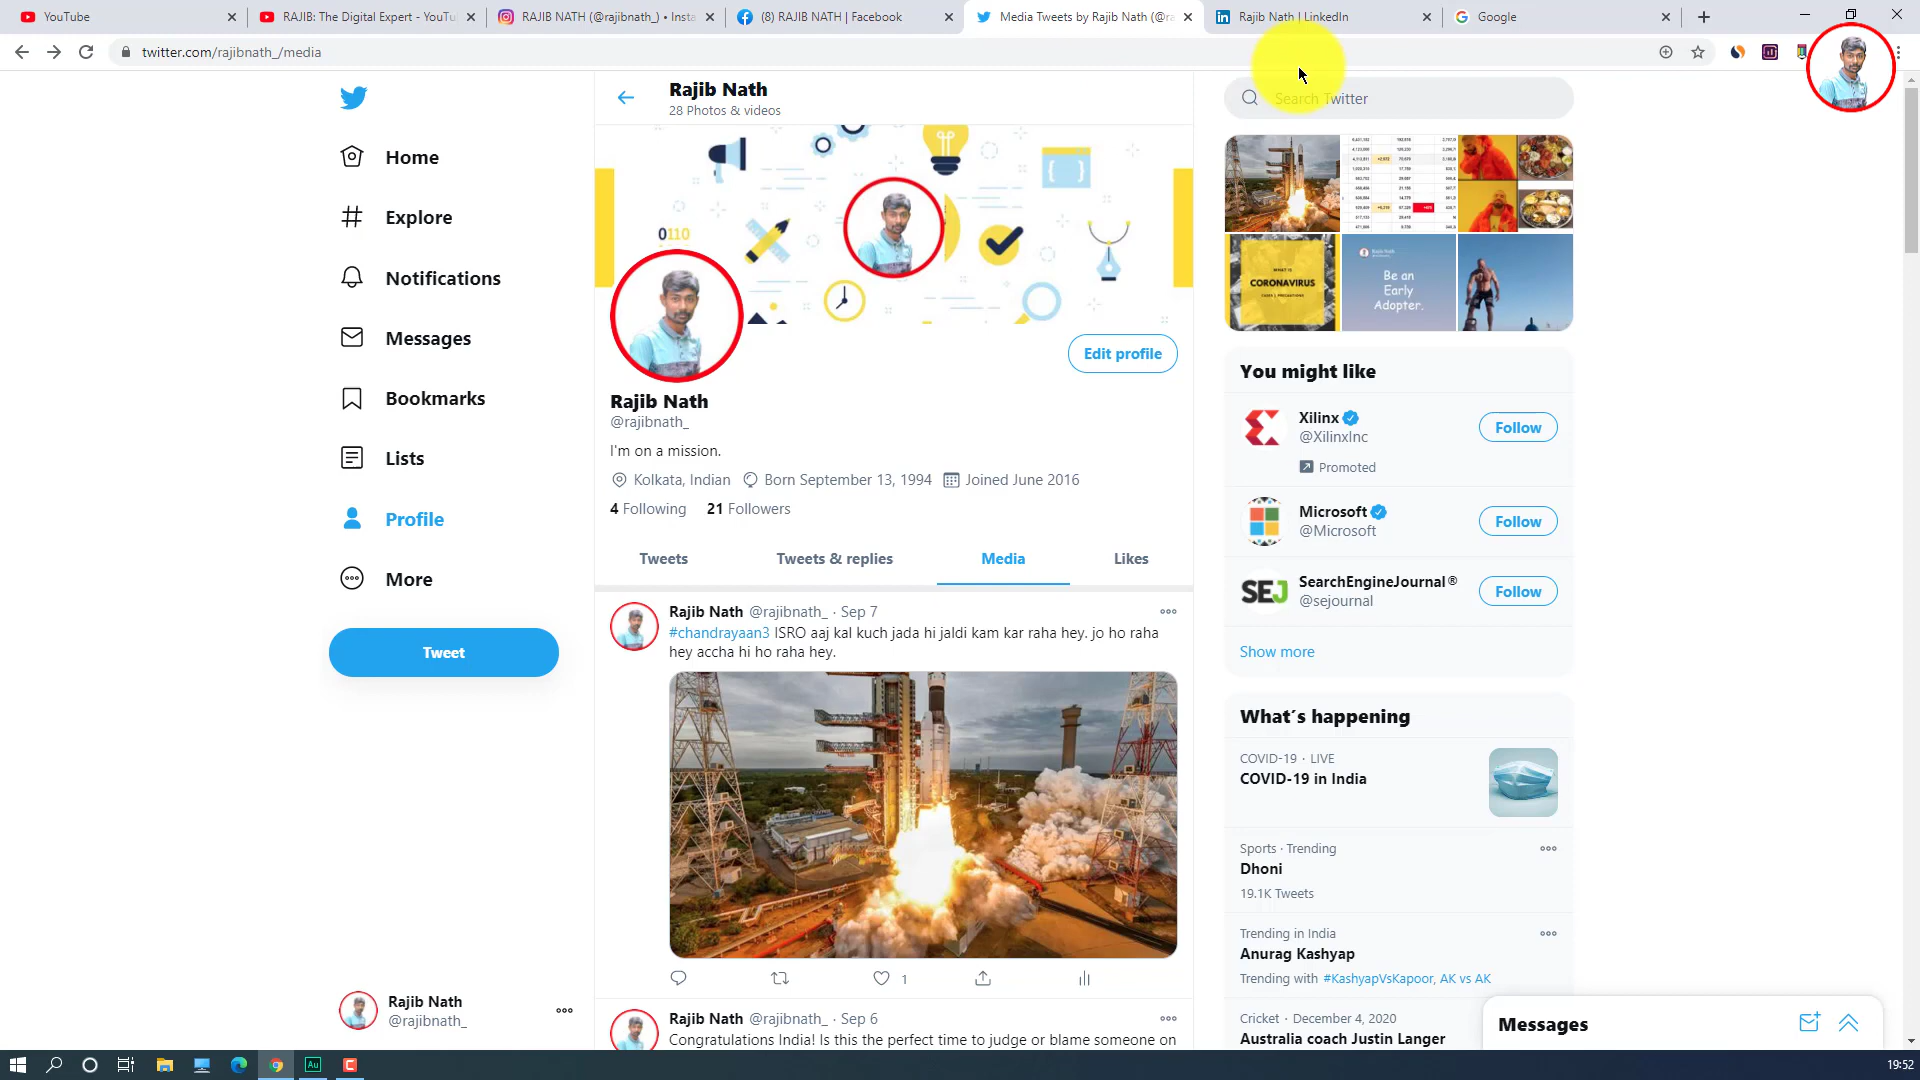 YouTube
RAJIB: The Digital Expert - YouTu
RAJIB NATH (@rajibnath_) • Insta
(8) RAJIB NATH | Facebook
Media Tweets by Rajib Nath (@ra
Rajib Nath | LinkedIn
Google
twitter.com/rajibnath_/media
Home
Explore
Notifications
Messages
Bookmarks
Lists
Profile
More
Tweet
Rajib Nath
@rajibnath_
Rajib Nath
28 Photos & videos
0110
Edit profile
Rajib Nath
@rajibnath_
I'm on a mission.
Kolkata, Indian Born September 13, 1994 Joined June 2016
4 Following 21 Followers
Tweets Tweets & replies Media Likes
Rajib Nath @rajibnath_ · Sep 7
#chandrayaan3 ISRO aaj kal kuch jada hi jaldi kam kar raha hey. jo ho raha
hey accha hi ho raha hey.
1
Rajib Nath @rajibnath_ · Sep 6
Congratulations India! Is this the perfect time to judge or blame someone on
Search Twitter
WHAT IS
CORONAVIRUS
Be an
Early
Adopter.
You might like
Xilinx
@XilinxInc
Promoted
Follow
Microsoft
@Microsoft
Follow
SEJ
SearchEngineJournal®
@sejournal
Follow
Show more
What's happening
COVID-19 · LIVE
COVID-19 in India
Sports · Trending
Dhoni
19.1K Tweets
Trending in India
Anurag Kashyap
Trending with #KashyapVsKapoor, AK vs AK
Cricket · December 4, 2020
Australia coach Justin Langer
Messages
Au
19:52